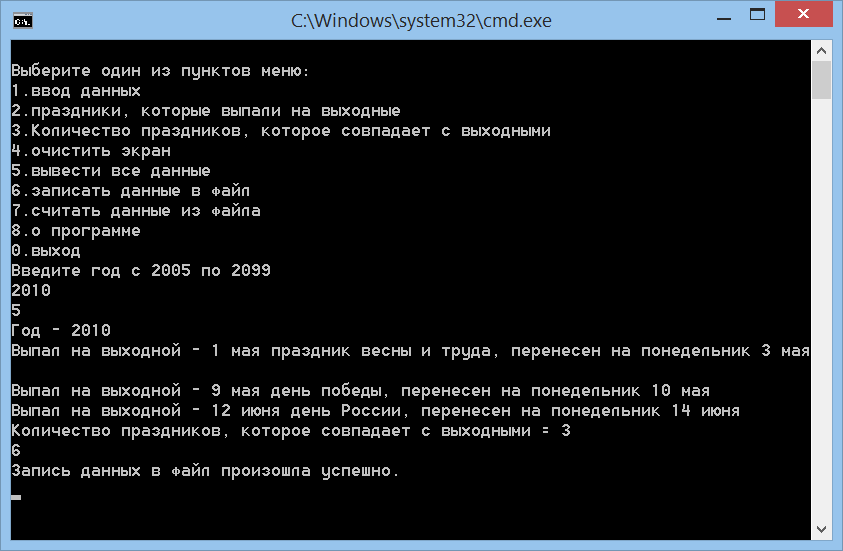 C:\Windows\system32\cmd.exe
Выберите один из пунктов меню:
1.ввод данных
2.праздники, которые выпали на выходные
3.Количество праздников, которое совпадает с выходными
4.очистить экран
5.вывести все данные
6.записать данные в файл
7.считать данные из файла
8.о программе
0.выход
Введите год с 2005 по 2099
2010
5
Год - 2010
Выпал на выходной - 1 мая праздник весны и труда, перенесен на понедельник 3 мая
Выпал на выходной - 9 мая день победы, перенесен на понедельник 10 мая
Выпал на выходной - 12 июня день России, перенесен на понедельник 14 июня
Количество праздников, которое совпадает с выходными = 3
6
Запись данных в файл произошла успешно.